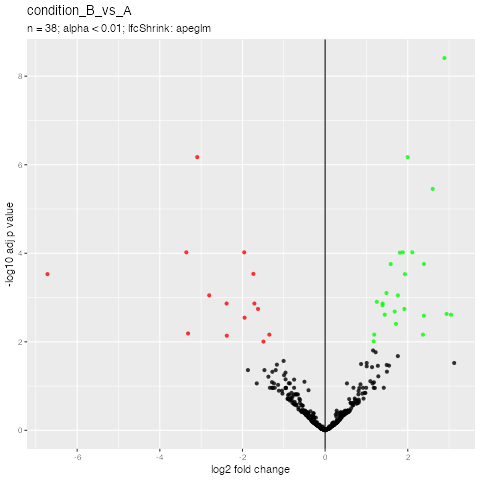 condition_B_vs_A
n = 38; alpha < 0.01; lfcShrink: apeglm
8
6
4
2
0
-6
-4
-2
0
2
log2 fold change
-log10 adj p value